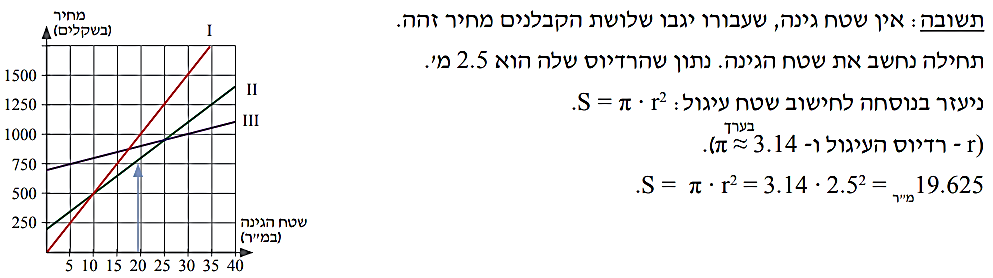 תשובה: אין שטח גינה, שעבורו יגבו שלושת הקבלנים מחיר זהה.
תחילה נחשב את שטח הגינה. נתון שהרדיוס שלה הוא 2.5 מ'.
ניעזר בנוסחה לחישוב שטח עיגול: S = π · r².
(r - רדיוס העיגול ו- π ≈ 3.14).
בערך
S = π · r² = 3.14 · 2.5² = 19.625 מ"ר.
מחיר
(בשקלים)
I
II
III
1500
1250
1000
750
500
250
שטח הגינה
(במ"ר)
5 10 15 20 25 30 35 40